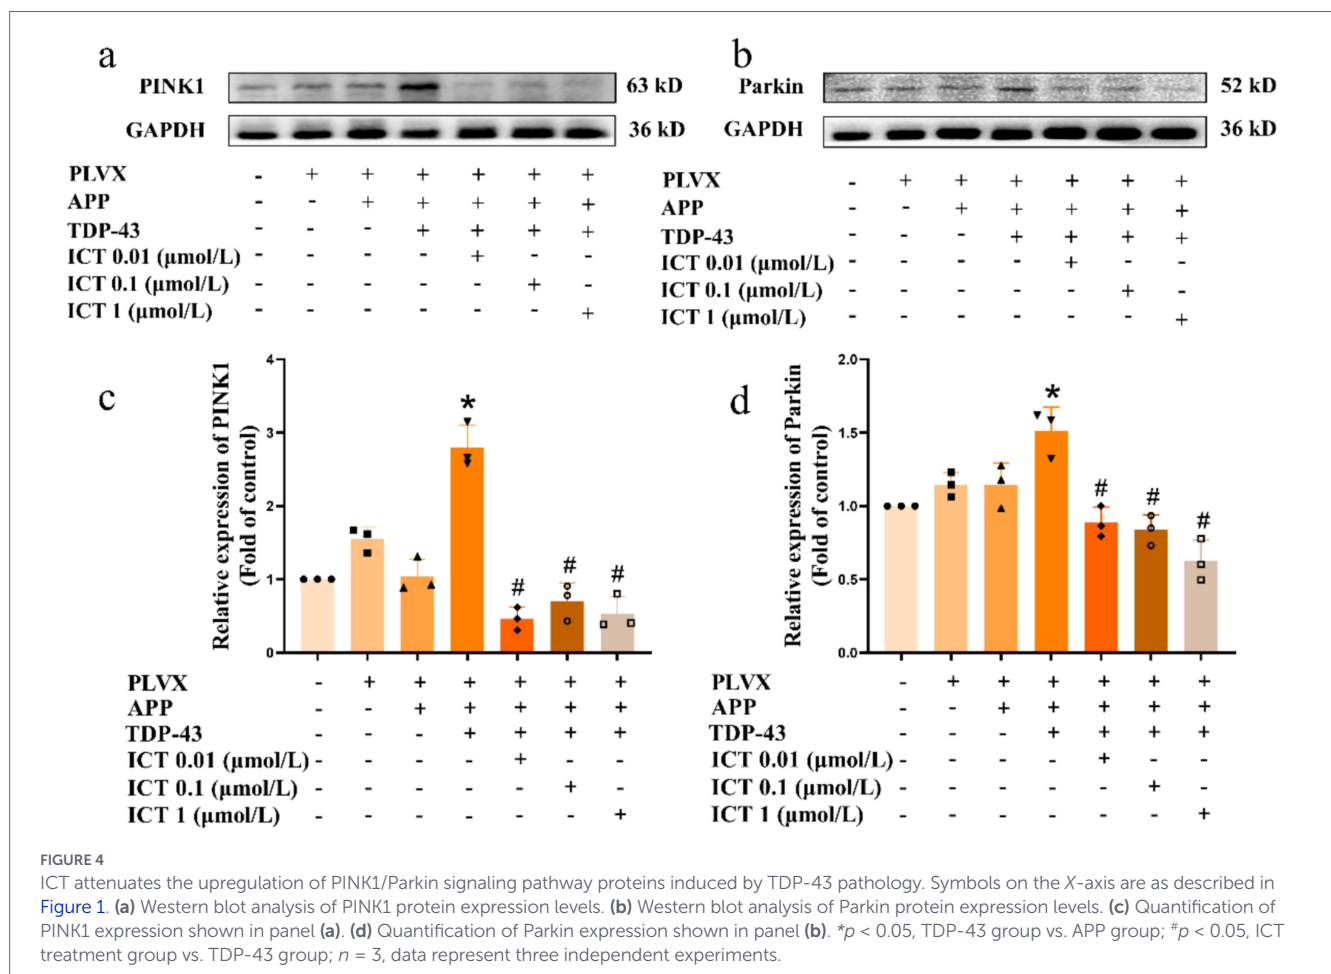 a
PINK1 63 kD
GAPDH 36 kD
PLVX - + + + + + +
APP - - + + + + +
TDP-43 - - - + + + +
ICT 0.01 (μmol/L) - - - - + - -
ICT 0.1 (μmol/L) - - - - - + -
ICT 1 (μmol/L) - - - - - - +
b
Parkin 52 kD
GAPDH 36 kD
PLVX - + + + + + +
APP - - + + + + +
TDP-43 - - - + + + +
ICT 0.01 (μmol/L) - - - - + - -
ICT 0.1 (μmol/L) - - - - - + -
ICT 1 (μmol/L) - - - - - - +
c
Relative expression of PINK1
(Fold of control)
4
3
2
1
0
*
#
#
#
PLVX - + + + + + +
APP - - + + + + +
TDP-43 - - - + + + +
ICT 0.01 (μmol/L) - - - - + - -
ICT 0.1 (μmol/L) - - - - - + -
ICT 1 (μmol/L) - - - - - - +
d
Relative expression of Parkin
(Fold of control)
2.0
1.5
1.0
0.5
0.0
*
#
#
#
PLVX - + + + + + +
APP - - + + + + +
TDP-43 - - - + + + +
ICT 0.01 (μmol/L) - - - - + - -
ICT 0.1 (μmol/L) - - - - - + -
ICT 1 (μmol/L) - - - - - - +
FIGURE 4
ICT attenuates the upregulation of PINK1/Parkin signaling pathway proteins induced by TDP-43 pathology. Symbols on the X-axis are as described in
Figure 1. (a) Western blot analysis of PINK1 protein expression levels. (b) Western blot analysis of Parkin protein expression levels. (c) Quantification of
PINK1 expression shown in panel (a). (d) Quantification of Parkin expression shown in panel (b). *p < 0.05, TDP-43 group vs. APP group; #p < 0.05, ICT
treatment group vs. TDP-43 group; n = 3, data represent three independent experiments.